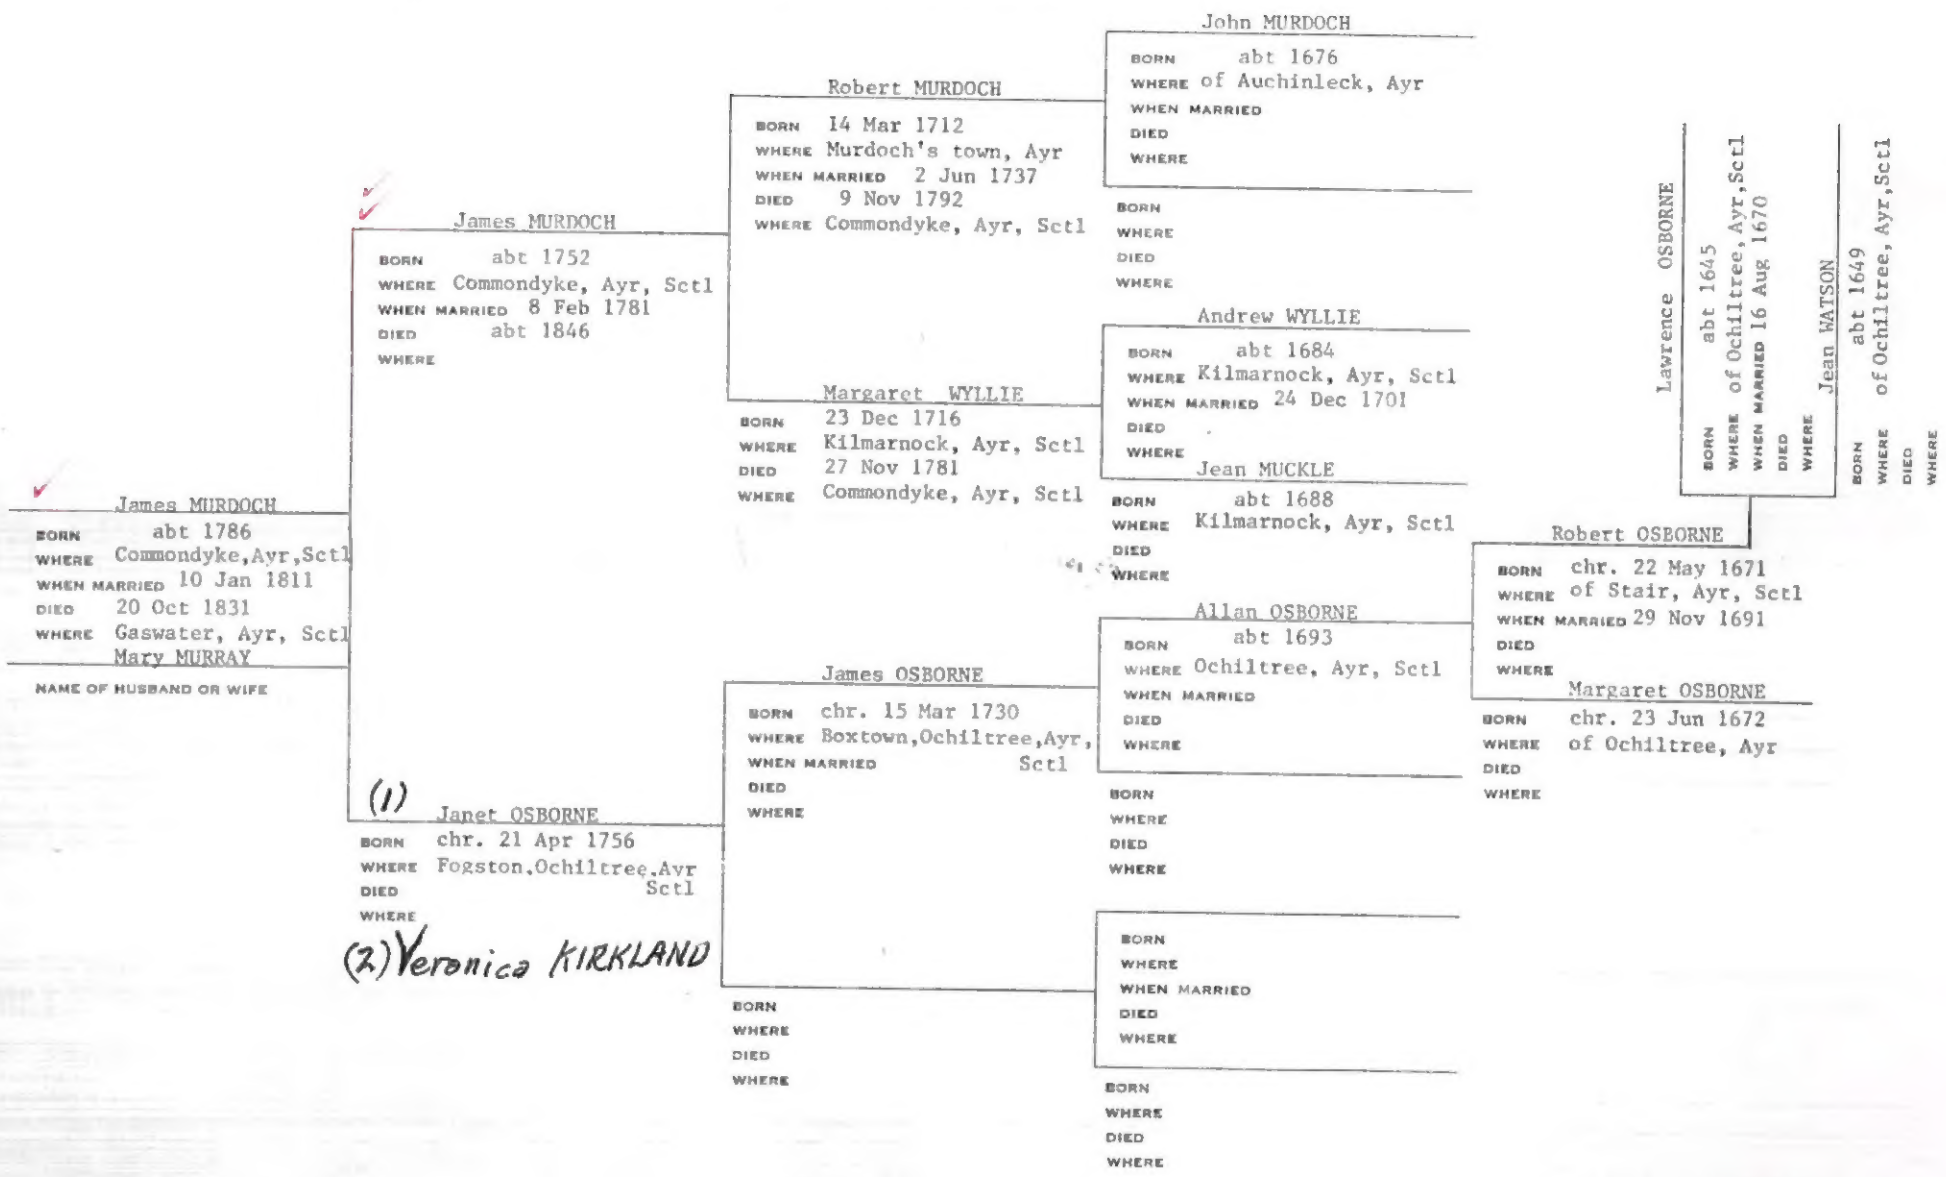 James MURDOCH
BORN abt 1786
WHERE Commondyke,Ayr,Sctl
WHEN MARRIED 10 Jan 1811
DIED 20 Oct 1831
WHERE Gaswater, Ayr, Sctl
Mary MURRAY
NAME OF HUSBAND OR WIFE
James MURDOCH
BORN abt 1752
WHERE Commondyke, Ayr, Sctl
WHEN MARRIED 8 Feb 1781
DIED abt 1846
WHERE
(1)
Janet OSBORNE
BORN chr. 21 Apr 1756
WHERE Fogston,Ochiltree,Ayr
DIED Sctl
WHERE
(2) Veronica KIRKLAND
Robert MURDOCH
BORN 14 Mar 1712
WHERE Murdoch's town, Ayr
WHEN MARRIED 2 Jun 1737
DIED 9 Nov 1792
WHERE Commondyke, Ayr, Sctl
Margaret WYLLIE
BORN 23 Dec 1716
WHERE Kilmarnock, Ayr, Sctl
DIED 27 Nov 1781
WHERE Commondyke, Ayr, Sctl
James OSBORNE
BORN chr. 15 Mar 1730
WHERE Boxtown,Ochiltree,Ayr,
WHEN MARRIED Sctl
DIED
WHERE
BORN
WHERE
DIED
WHERE
John MURDOCH
BORN abt 1676
WHERE of Auchinleck, Ayr
WHEN MARRIED
DIED
WHERE
BORN
WHERE
DIED
WHERE
Andrew WYLLIE
BORN abt 1684
WHERE Kilmarnock, Ayr, Sctl
WHEN MARRIED 24 Dec 1701
DIED
WHERE
Jean MUCKLE
BORN abt 1688
WHERE Kilmarnock, Ayr, Sctl
DIED
WHERE
Allan OSBORNE
BORN abt 1693
WHERE Ochiltree, Ayr, Sctl
WHEN MARRIED
DIED
WHERE
BORN
WHERE
DIED
WHERE
BORN
WHERE
WHEN MARRIED
DIED
WHERE
BORN
WHERE
DIED
WHERE
Robert OSBORNE
BORN chr. 22 May 1671
WHERE of Stair, Ayr, Sctl
WHEN MARRIED 29 Nov 1691
DIED
WHERE
Margaret OSBORNE
BORN chr. 23 Jun 1672
WHERE of Ochiltree, Ayr
DIED
WHERE
Lawrence OSBORNE
BORN abt 1645
WHERE of Ochiltree, Ayr,Sctl
WHEN MARRIED 16 Aug 1670
DIED
WHERE
Jean WATSON
BORN abt 1649
WHERE of Ochiltree, Ayr,Sctl
DIED
WHERE